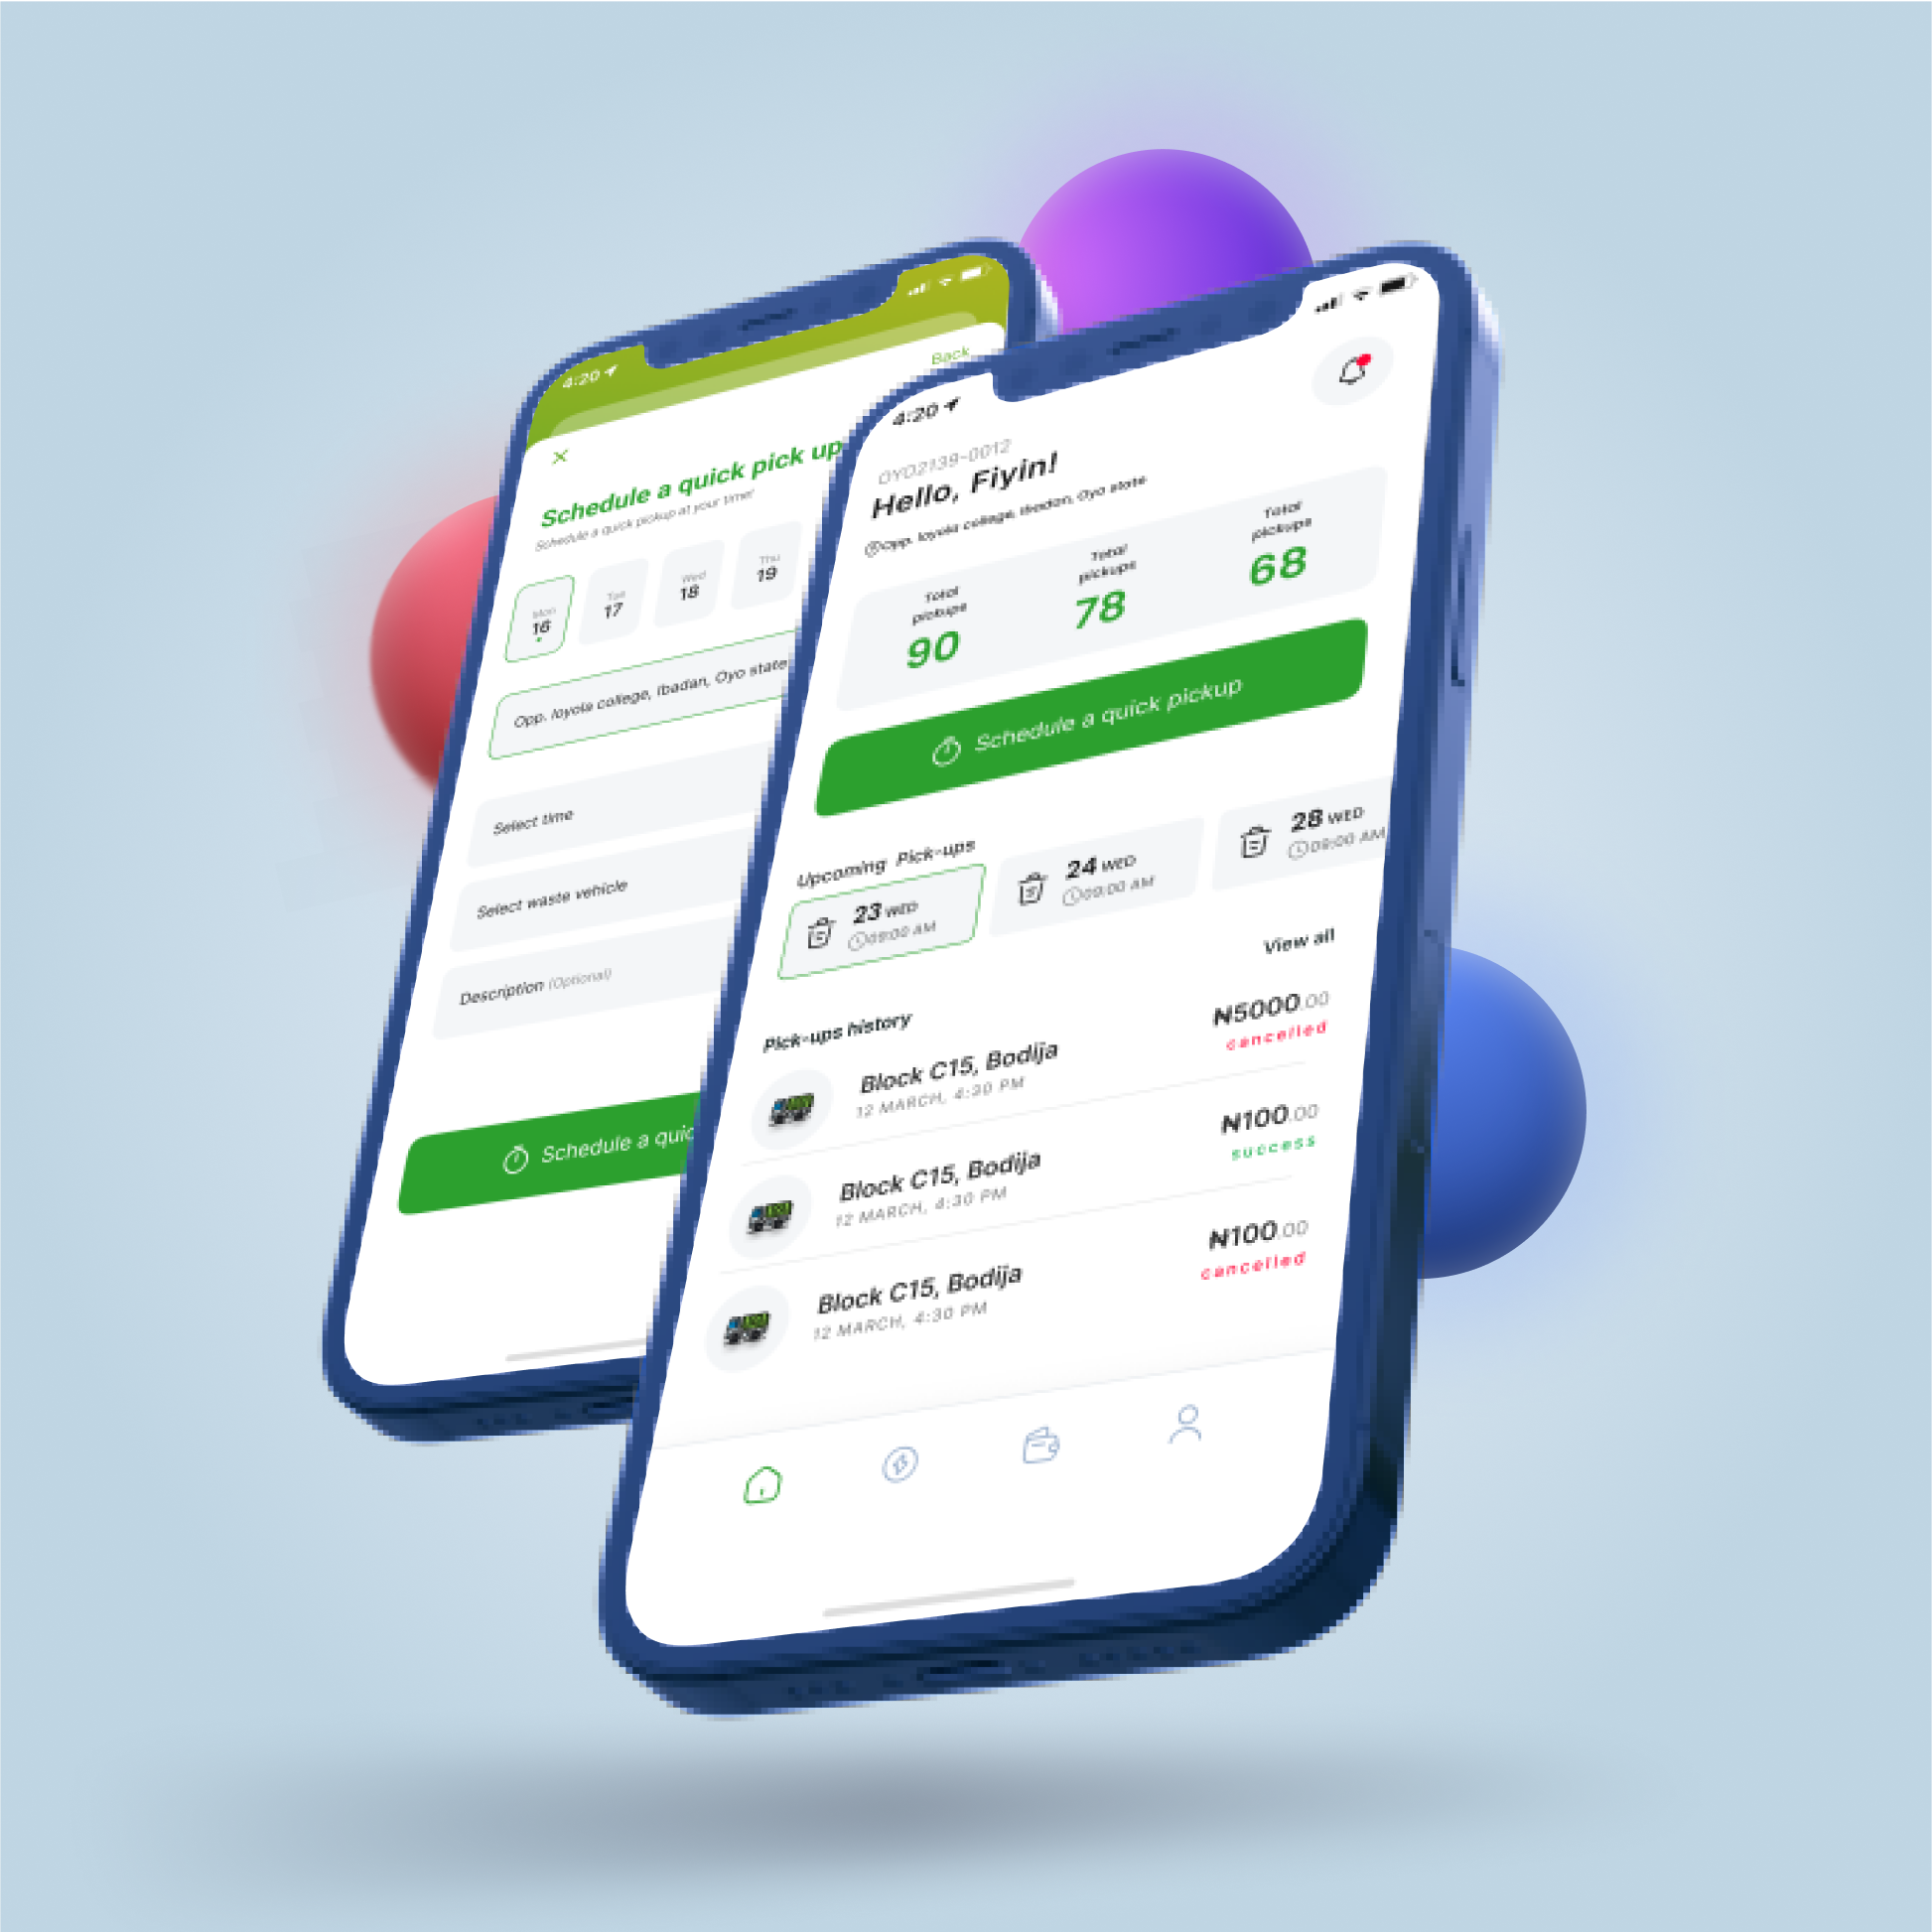 4:20
Back
Schedule a quick pick up
Schedule a quick pickup at your time!
Mon
16
Tue
17
Wed
18
Thu
19
Opp. loyola college, Ibadan, Oyo state
Select time
Select waste vehicle
Description (Optional)
Schedule a quic
4:20
OYO2139-0012
Hello, Fiyin!
Opp. loyola college, Ibadan, Oyo state
Total
pickups
90
Total
pickups
78
Total
pickups
68
Schedule a quick pickup
Upcoming Pick-ups
23 WED
09:00 AM
24 WED
09:00 AM
28 WED
09:00 AM
View all
Pick-ups history
Block C15, Bodija
12 MARCH, 4:30 PM
₦5000.00
cancelled
Block C15, Bodija
12 MARCH, 4:30 PM
₦100.00
success
Block C15, Bodija
12 MARCH, 4:30 PM
₦100.00
cancelled